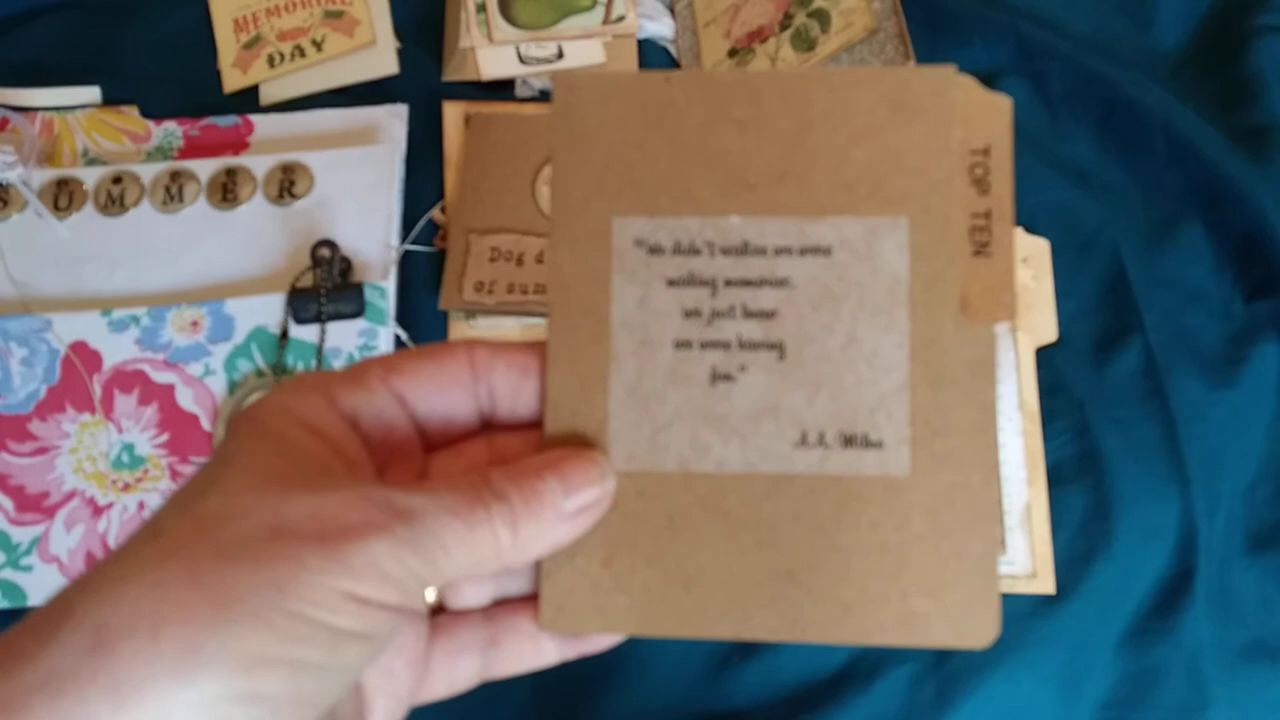 MEMORIAL
DAY
SUMMER
Dog d
of sum
TOP TEN
"We didn't realize we were
making memories,
we just knew
we were having
fun."
A.A. Milne